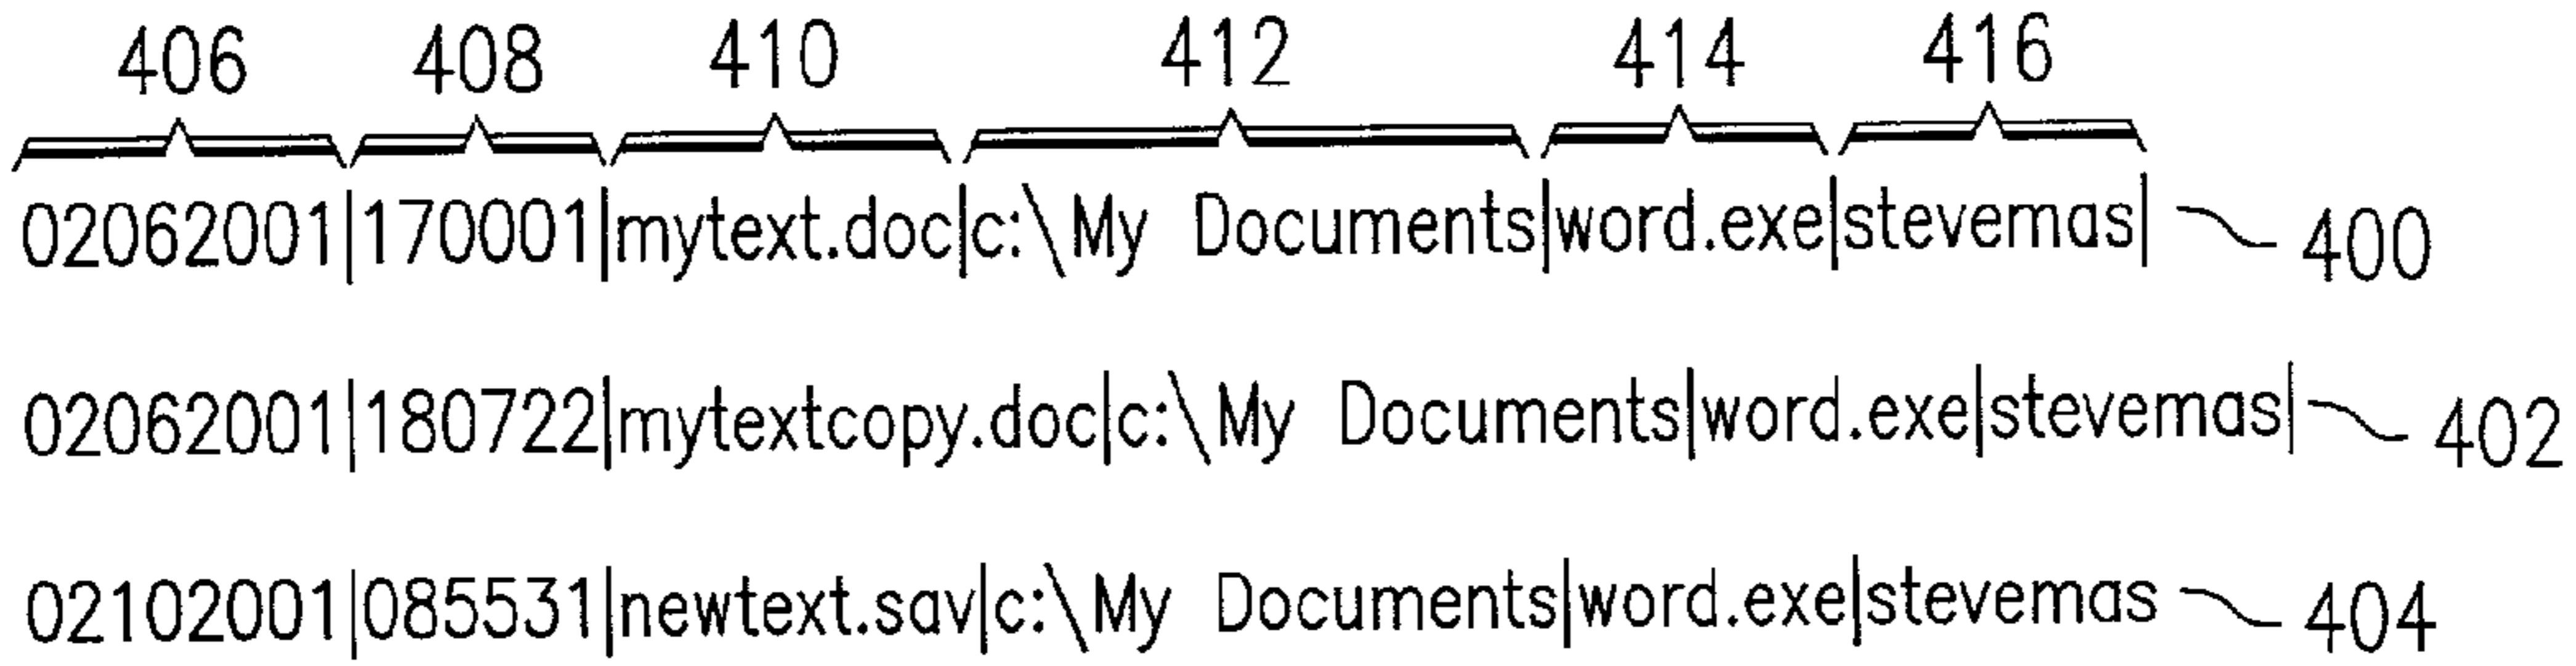 406 408 410 412 414 416
02062001|170001|mytext.doc|c:\My Documents|word.exe|stevemas| 400
02062001|180722|mytextcopy.doc|c:\My Documents|word.exe|stevemas| 402
02102001|085531|newtext.sav|c:\My Documents|word.exe|stevemas 404